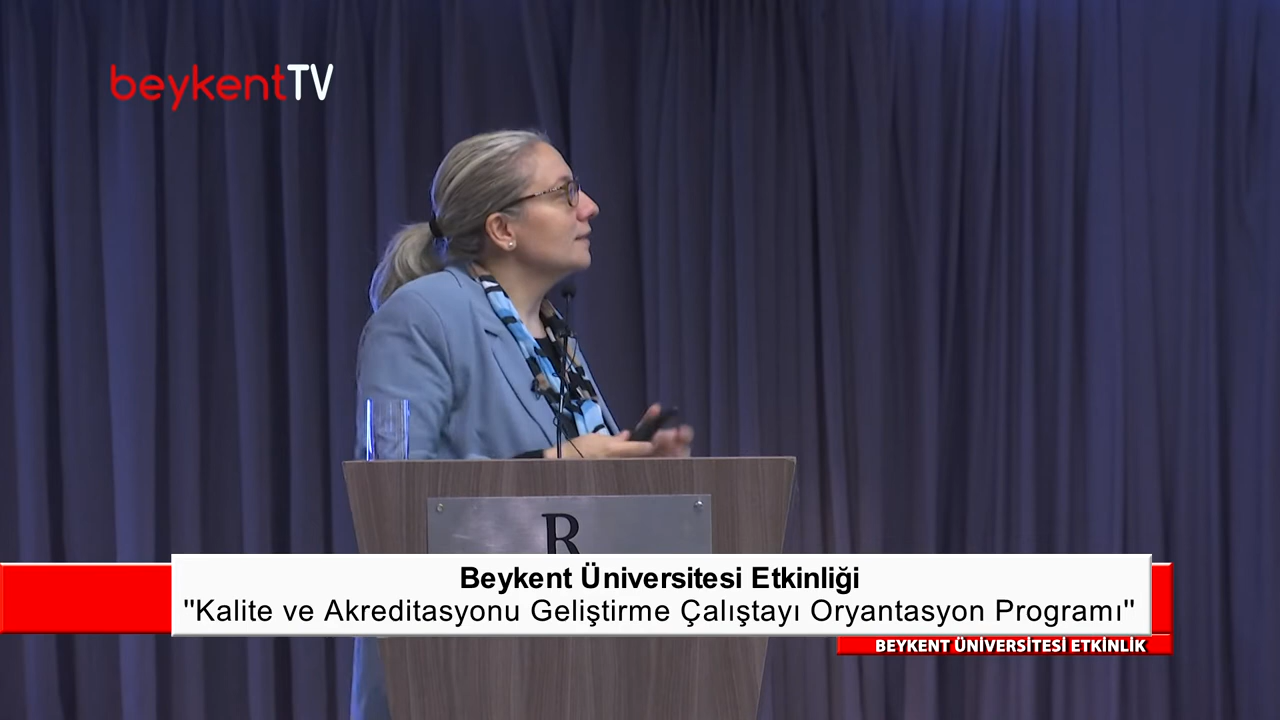 beykentTV
R
Beykent Üniversitesi Etkinliği
"Kalite ve Akreditasyonu Geliştirme Çalıştayı Oryantasyon Programı"
BEYKENT ÜNİVERSİTESİ ETKİNLİK